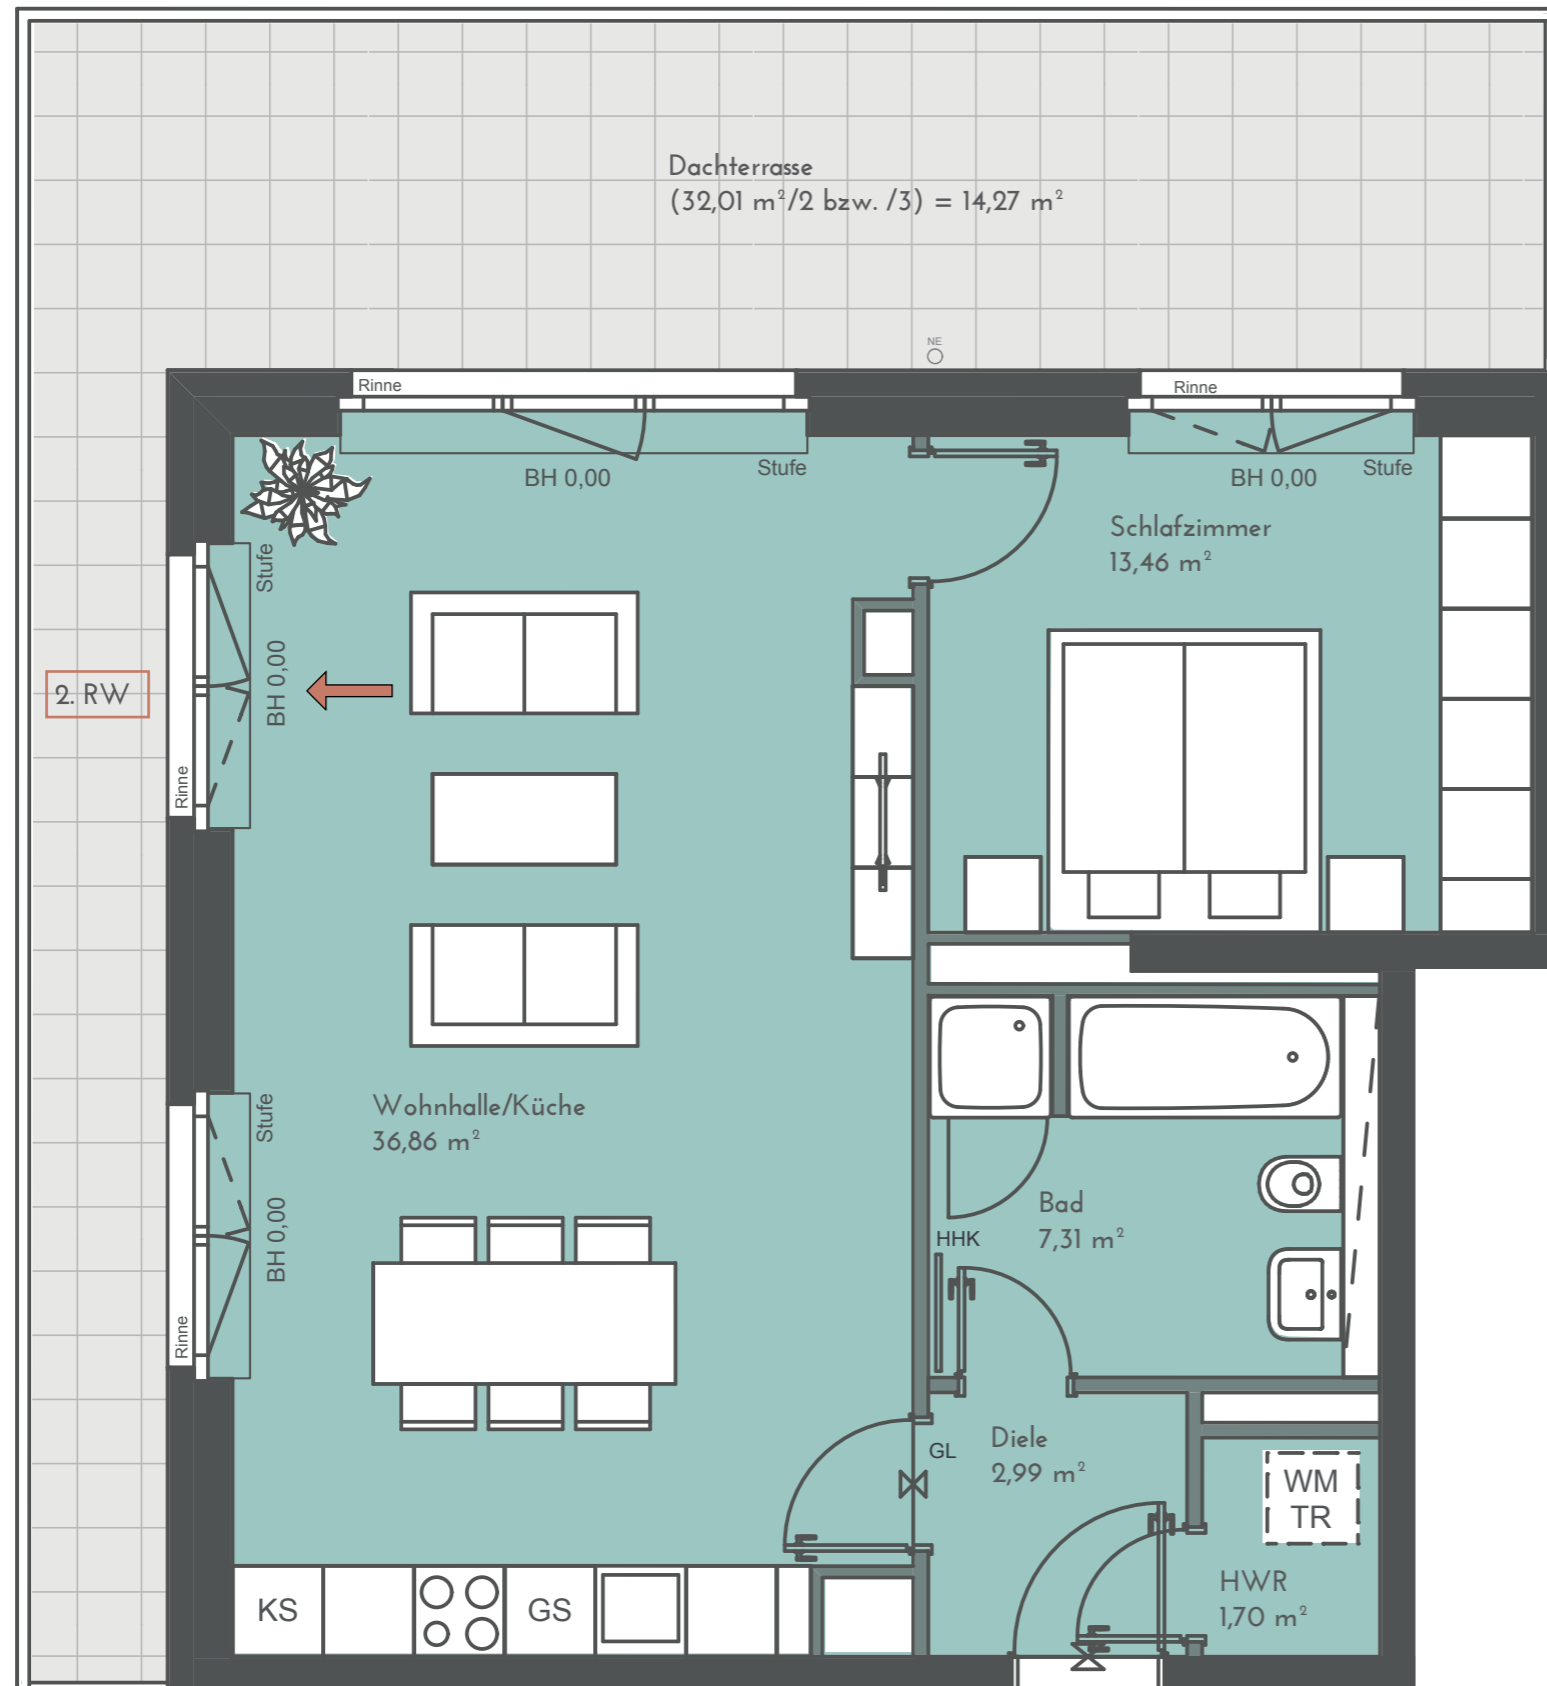 Dachterrasse
(32,01 m²/2 bzw. /3) = 14,27 m²
NE
Rinne
Rinne
BH 0,00
Stufe
BH 0,00
Stufe
Schlafzimmer
13,46 m²
Stufe
BH 0,00
2. RW
Rinne
Wohnhalle/Küche
36,86 m²
Stufe
BH 0,00
Rinne
Bad
7,31 m²
HHK
Diele
2,99 m²
GL
WM
TR
HWR
1,70 m²
KS
GS